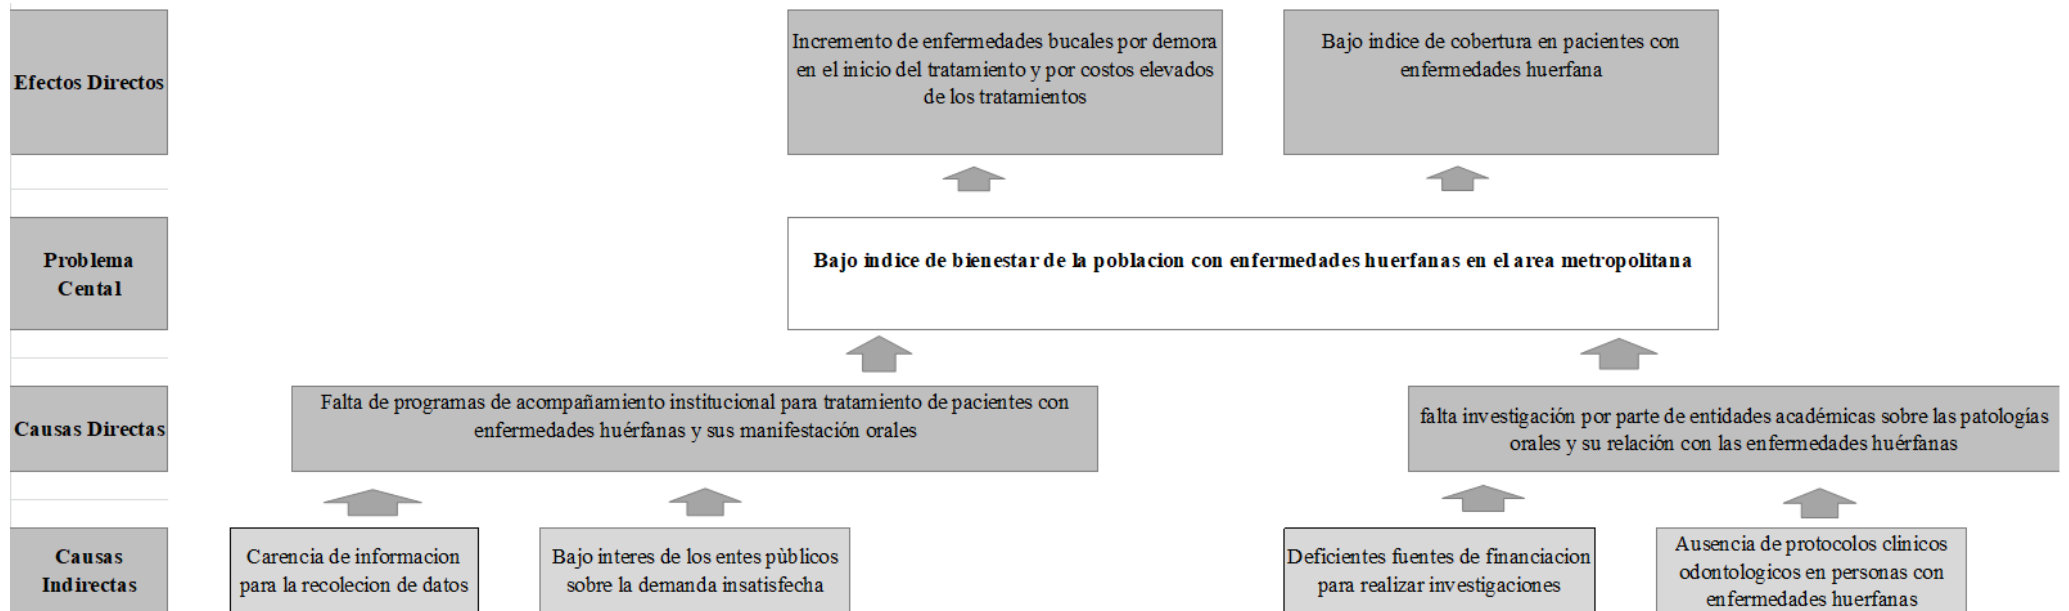 Efectos Directos
Incremento de enfermedades bucales por demora
en el inicio del tratamiento y por costos elevados
de los tratamientos
Bajo indice de cobertura en pacientes con
enfermedades huerfana
Problema
Cental
Bajo indice de bienestar de la poblacion con enfermedades huerfanas en el area metropolitana
Causas Directas
Falta de programas de acompañamiento institucional para tratamiento de pacientes con
enfermedades huérfanas y sus manifestación orales
falta investigación por parte de entidades académicas sobre las patologías
orales y su relación con las enfermedades huérfanas
Causas
Indirectas
Carencia de informacion
para la recolecion de datos
Bajo interes de los entes pùblicos
sobre la demanda insatisfecha
Deficientes fuentes de financiacion
para realizar investigaciones
Ausencia de protocolos clinicos
odontologicos en personas con
enfermedades huerfanas